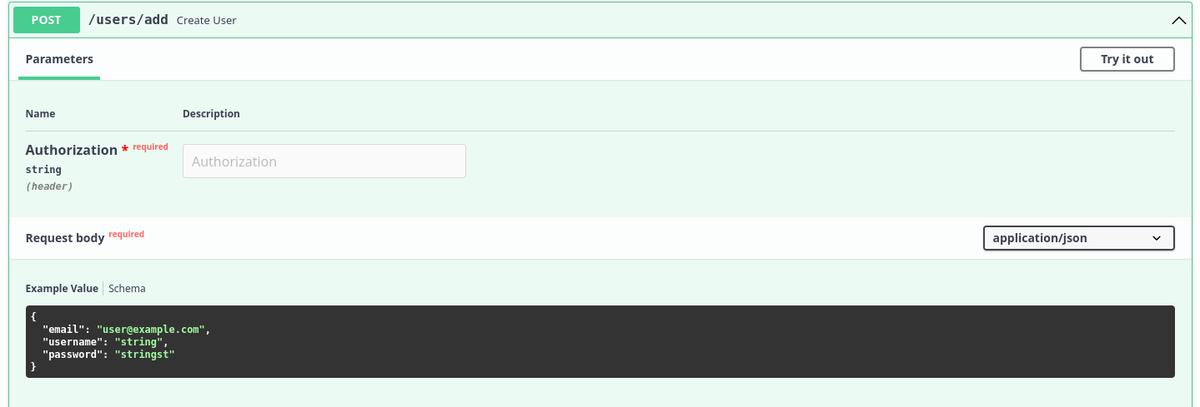 POST /users/add Create User
Parameters
Try it out
Name Description
Authorization * required
string
(header)
Authorization
Request body required
application/json
Example Value Schema
{
  "email": "user@example.com",
  "username": "string",
  "password": "stringst"
}